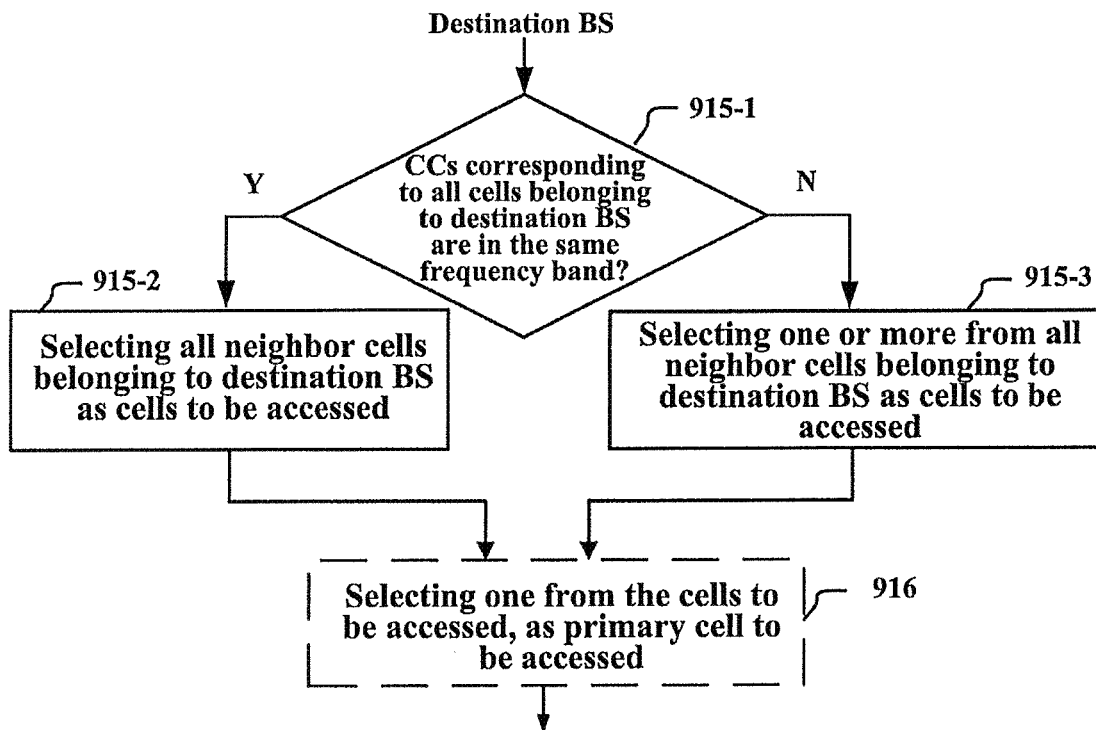 Destination BS
915-1
CCs corresponding
to all cells belonging
to destination BS
are in the same
frequency band?
Y
N
915-2
915-3
Selecting all neighbor cells
belonging to destination BS
as cells to be accessed
Selecting one or more from all
neighbor cells belonging to
destination BS as cells to be
accessed
916
Selecting one from the cells to
be accessed, as primary cell to
be accessed